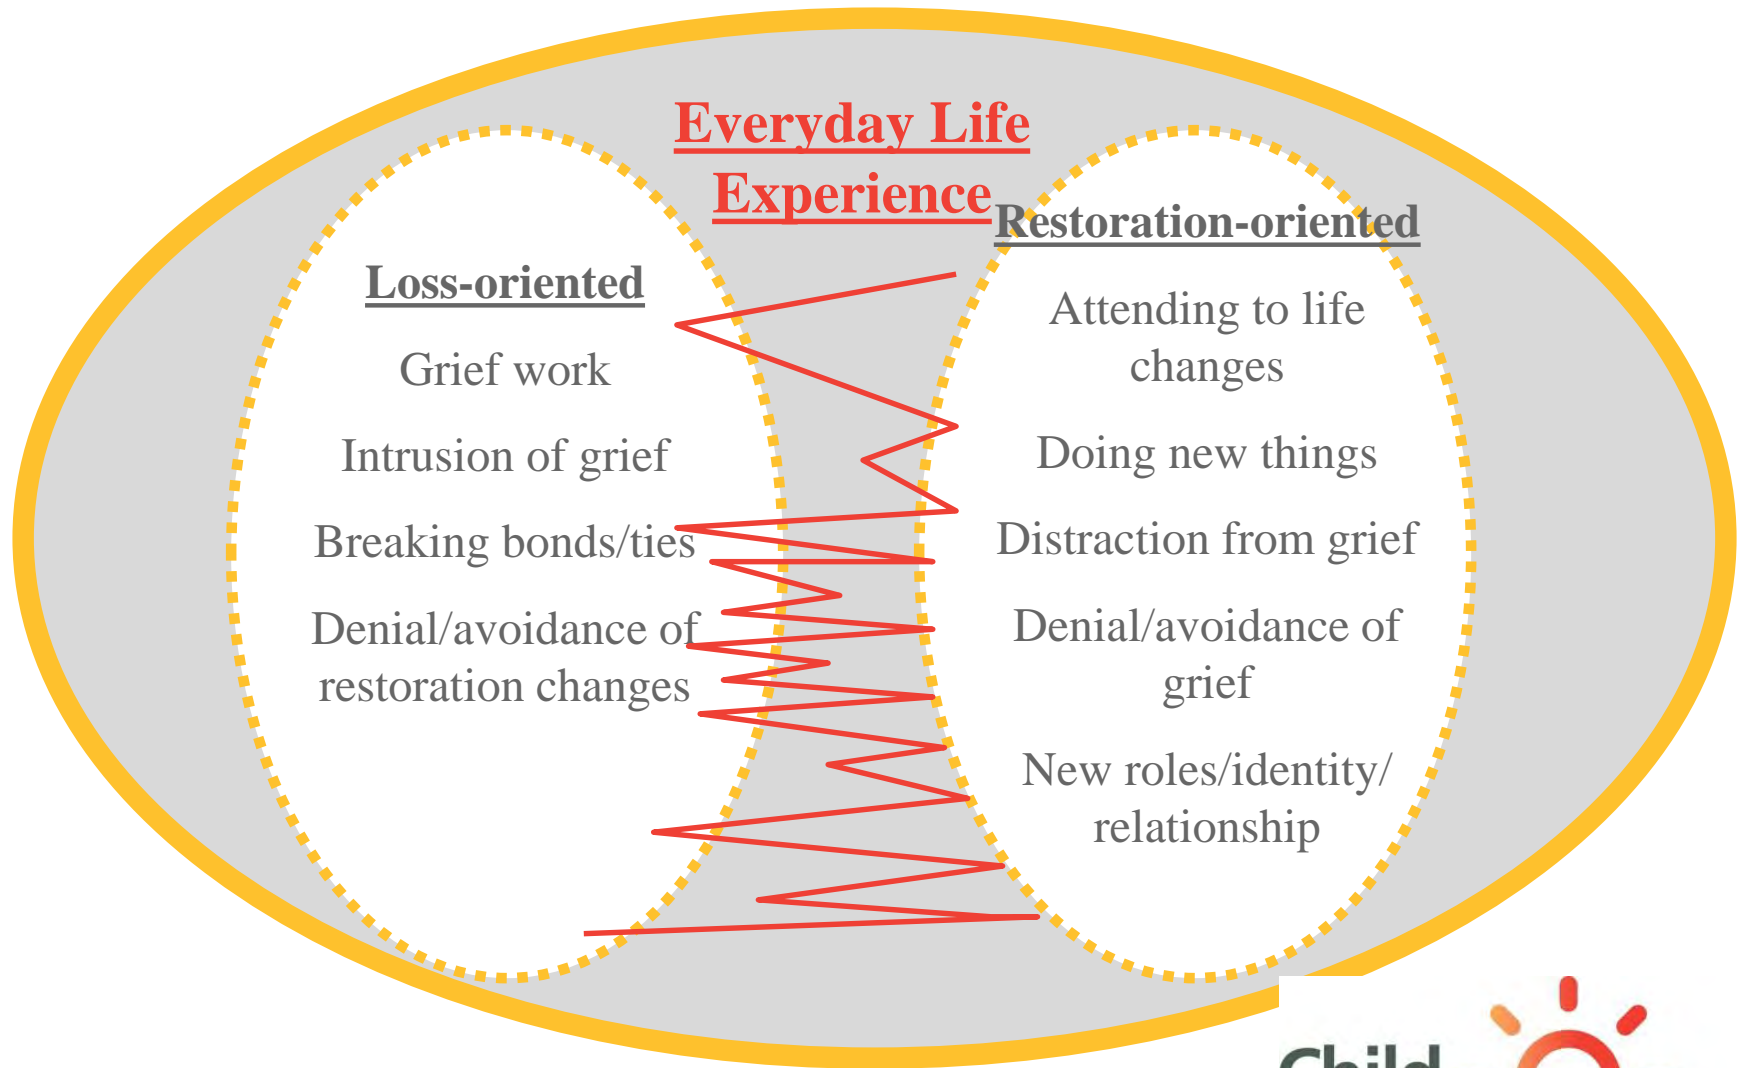 Everyday Life
Experience
Loss-oriented
Grief work
Intrusion of grief
Breaking bonds/ties
Denial/avoidance of
restoration changes
Restoration-oriented
Attending to life
changes
Doing new things
Distraction from grief
Denial/avoidance of
grief
New roles/identity/
relationship
Child